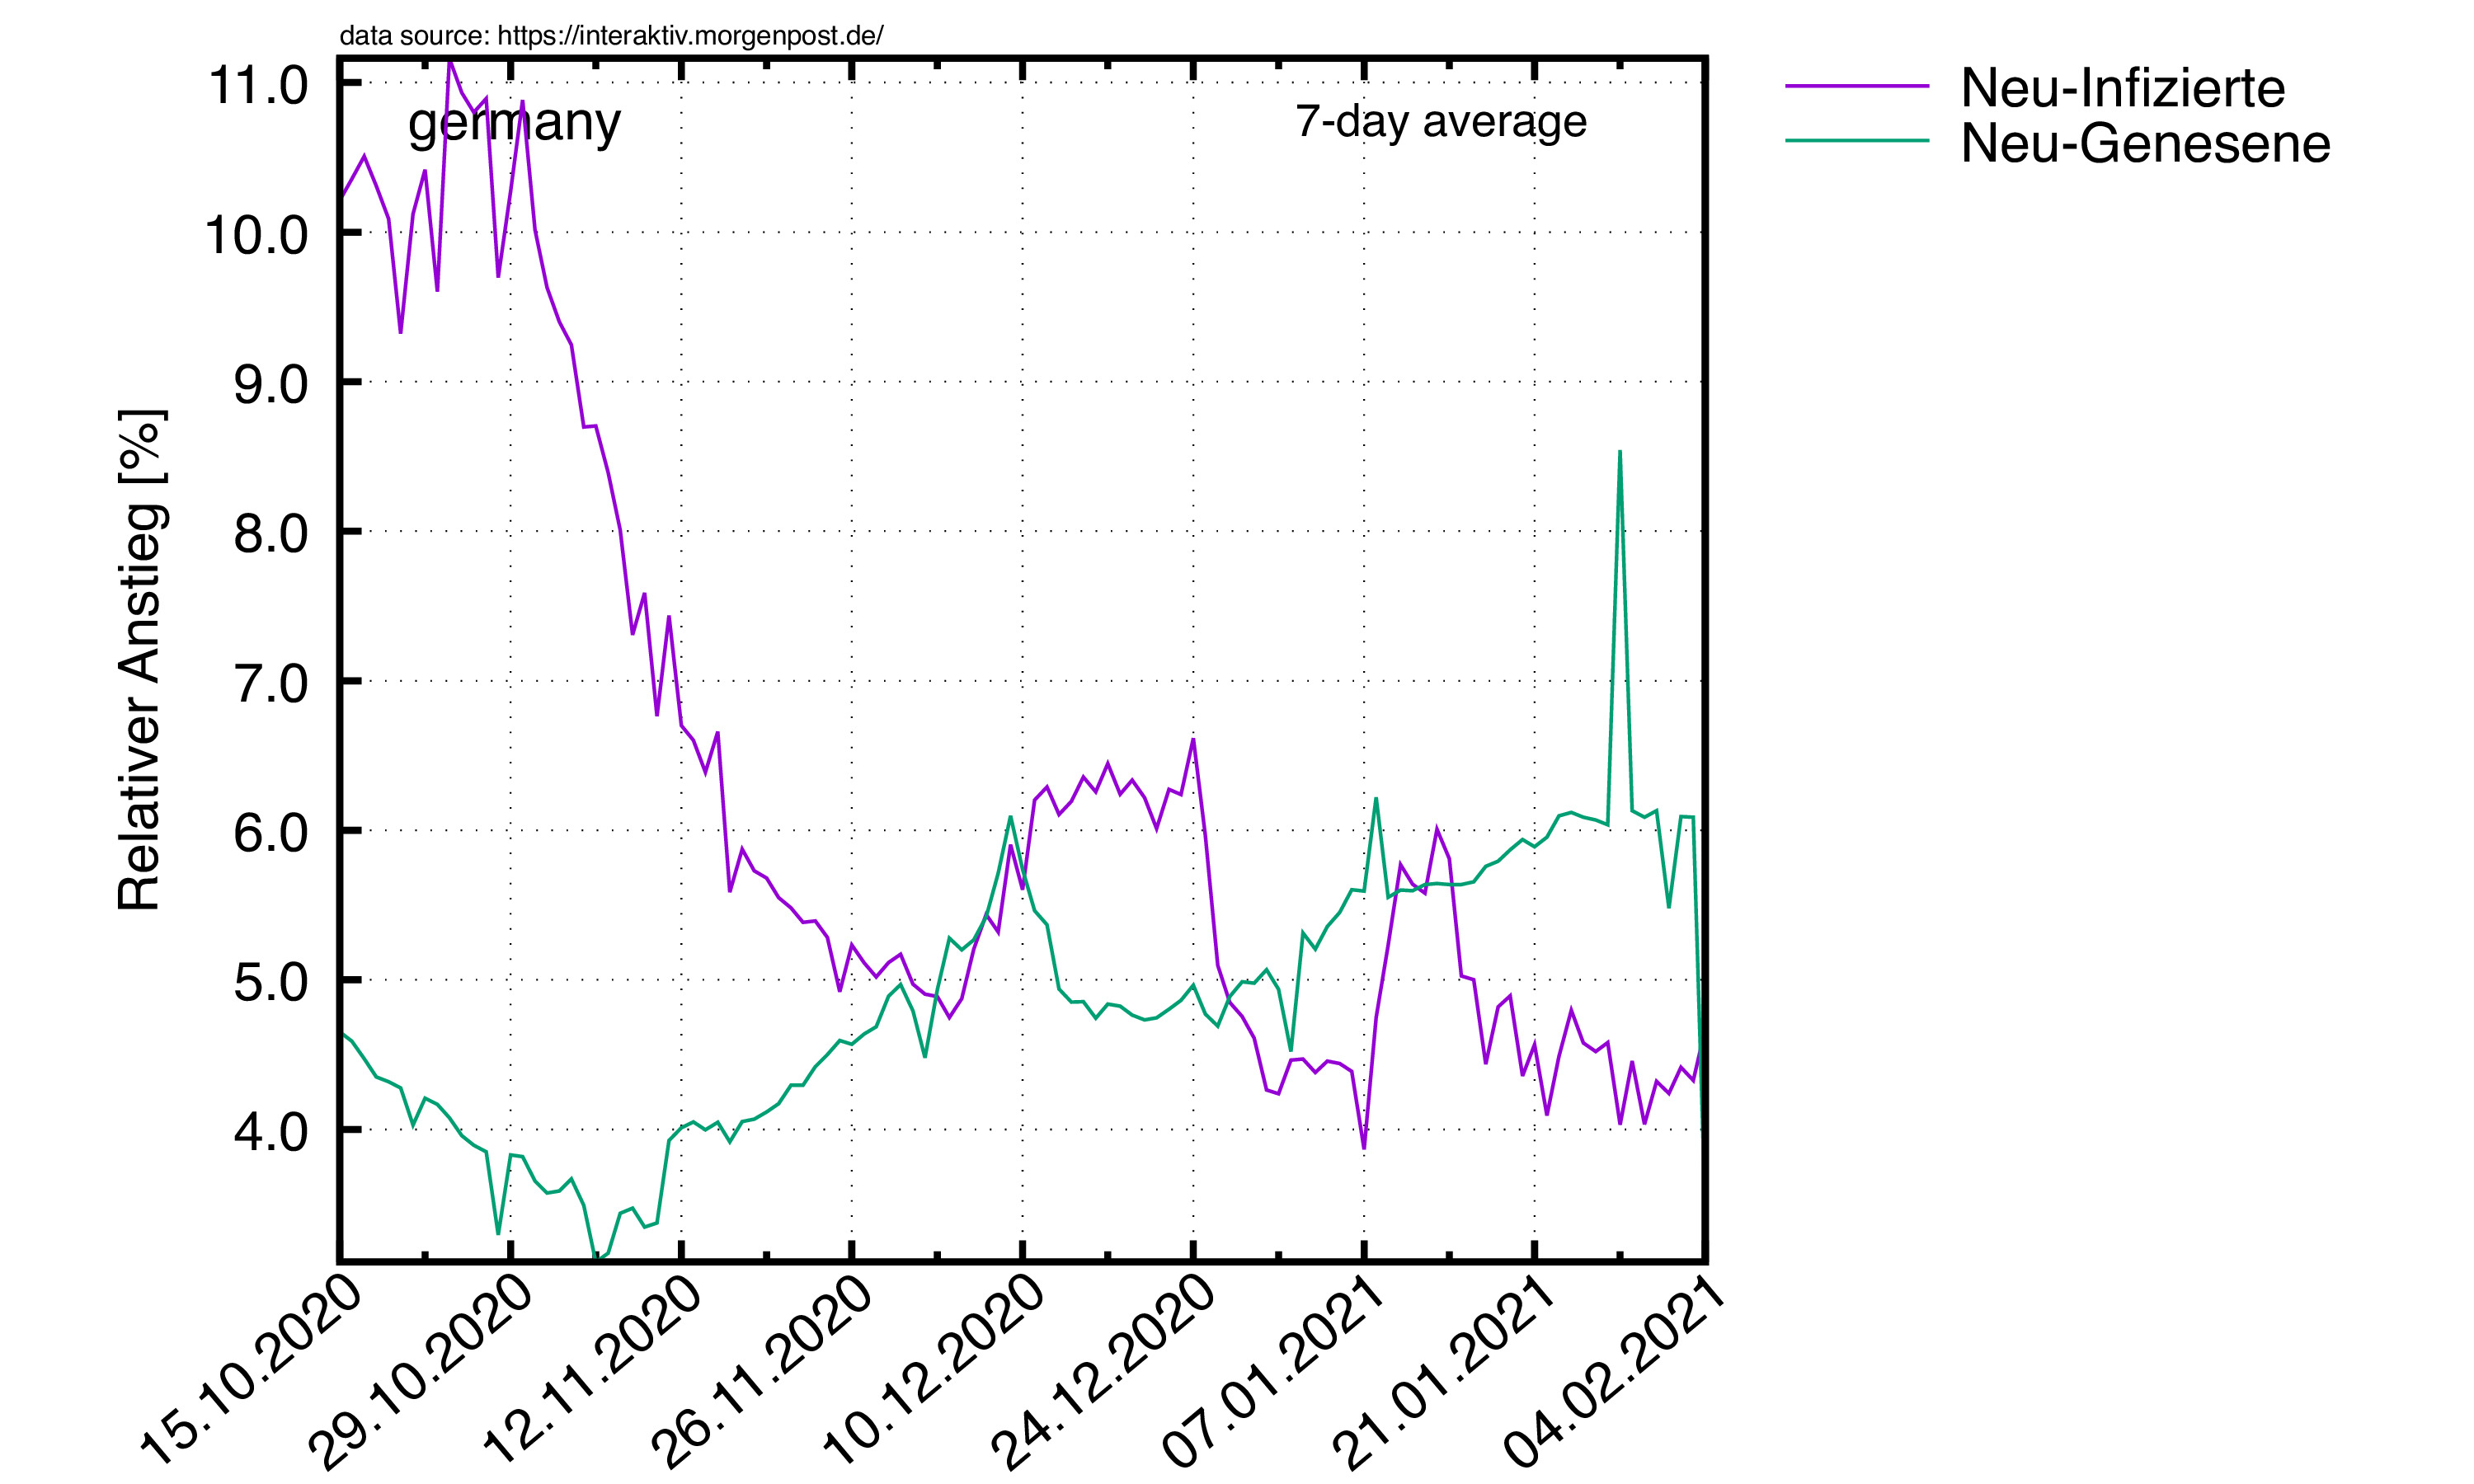 data source: https://interaktiv.morgenpost.de/
germany
7-day average
Neu-Infizierte
Neu-Genesene
Relativer Anstieg [%]
11.0
10.0
9.0
8.0
7.0
6.0
5.0
4.0
15.10.2020
29.10.2020
12.11.2020
26.11.2020
10.12.2020
24.12.2020
07.01.2021
21.01.2021
04.02.2021